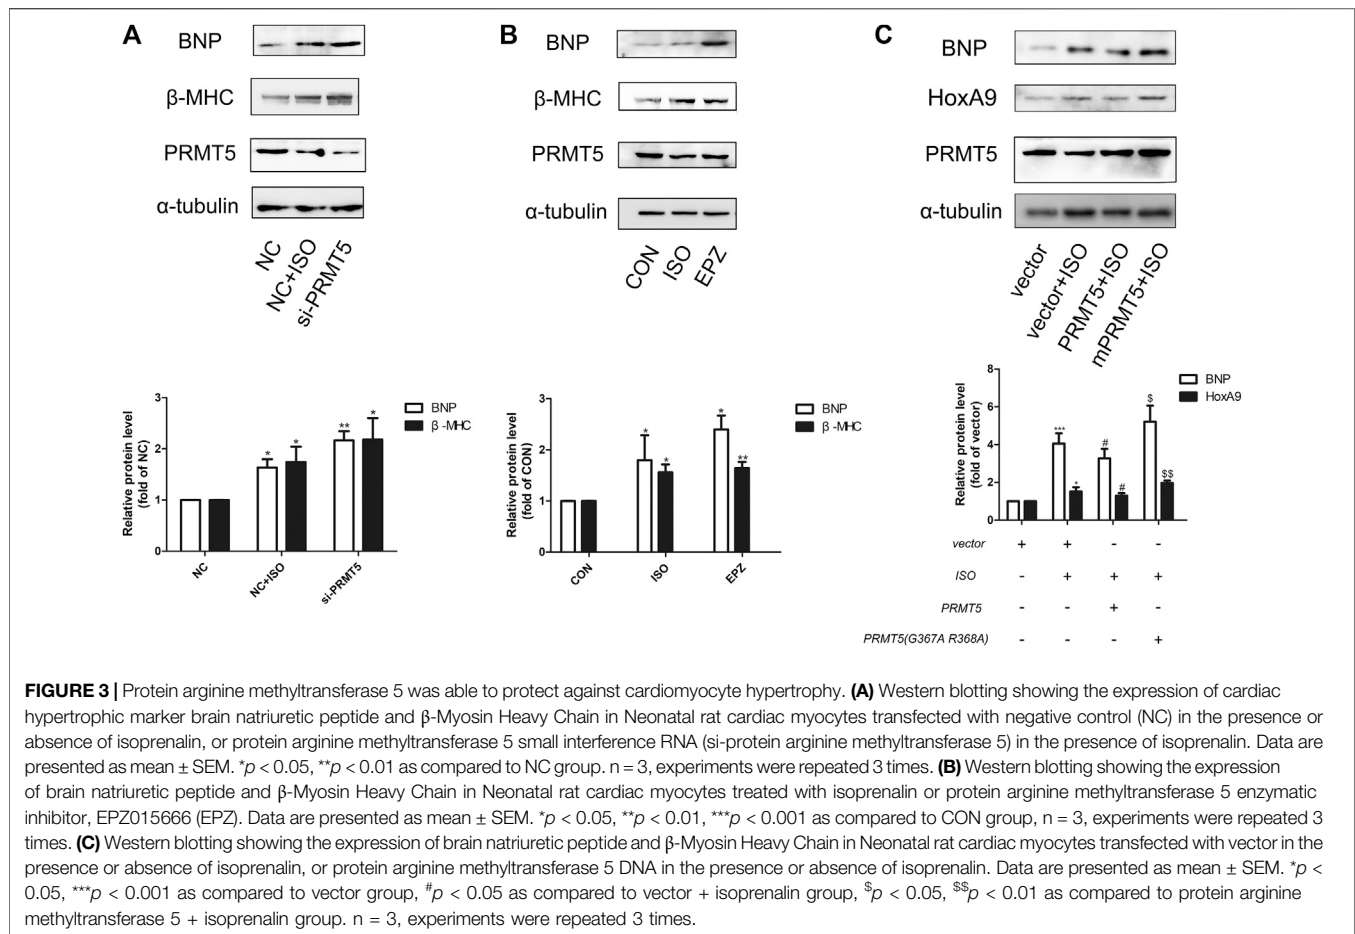 A
BNP
β-MHC
PRMT5
α-tubulin
NC
NC+ISO
si-PRMT5
Relative protein level
(fold of NC)
3
2
1
0
*
*
**
*
BNP
β -MHC
NC
NC+ISO
si-PRMT5
B
BNP
β-MHC
PRMT5
α-tubulin
CON
ISO
EPZ
Relative protein level
(fold of CON)
3
2
1
0
*
*
*
**
BNP
β -MHC
CON
ISO
EPZ
C
BNP
HoxA9
PRMT5
α-tubulin
vector
vector+ISO
PRMT5+ISO
mPRMT5+ISO
Relative protein level
(fold of vector)
8
6
4
2
0
***
*
#
#
$
$$
BNP
HoxA9
vector + + - -
ISO - + + +
PRMT5 - - + -
PRMT5(G367A R368A) - - - +
FIGURE 3 | Protein arginine methyltransferase 5 was able to protect against cardiomyocyte hypertrophy. (A) Western blotting showing the expression of cardiac
hypertrophic marker brain natriuretic peptide and β-Myosin Heavy Chain in Neonatal rat cardiac myocytes transfected with negative control (NC) in the presence or
absence of isoprenalin, or protein arginine methyltransferase 5 small interference RNA (si-protein arginine methyltransferase 5) in the presence of isoprenalin. Data are
presented as mean ± SEM. *p < 0.05, **p < 0.01 as compared to NC group. n = 3, experiments were repeated 3 times. (B) Western blotting showing the expression
of brain natriuretic peptide and β-Myosin Heavy Chain in Neonatal rat cardiac myocytes treated with isoprenalin or protein arginine methyltransferase 5 enzymatic
inhibitor, EPZ015666 (EPZ). Data are presented as mean ± SEM. *p < 0.05, **p < 0.01, ***p < 0.001 as compared to CON group, n = 3, experiments were repeated 3
times. (C) Western blotting showing the expression of brain natriuretic peptide and β-Myosin Heavy Chain in Neonatal rat cardiac myocytes transfected with vector in the
presence or absence of isoprenalin, or protein arginine methyltransferase 5 DNA in the presence or absence of isoprenalin. Data are presented as mean ± SEM. *p <
0.05, ***p < 0.001 as compared to vector group, #p < 0.05 as compared to vector + isoprenalin group, $p < 0.05, $$p < 0.01 as compared to protein arginine
methyltransferase 5 + isoprenalin group. n = 3, experiments were repeated 3 times.